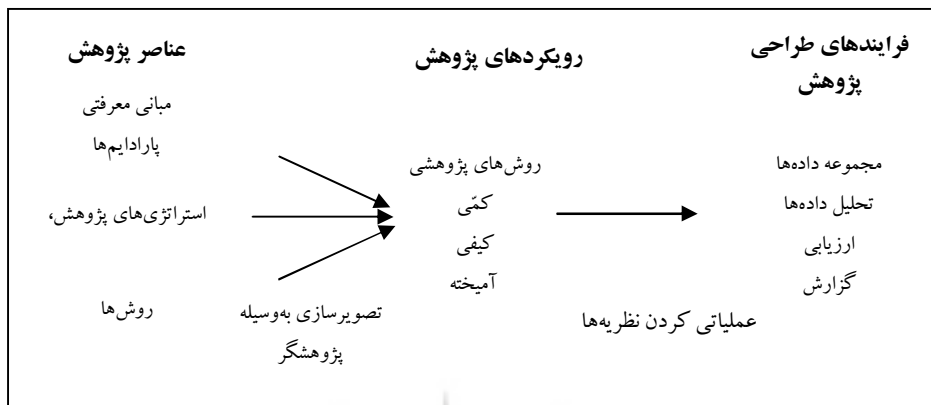 عناصر پژوهش
مبانی معرفتی
پارادایم‌ها
استراتژی‌های پژوهش،
روش‌ها
تصویرسازی به‌وسیله
پژوهشگر
رویکردهای پژوهش
روش‌های پژوهشی
کمّی
کیفی
آمیخته
عملیاتی کردن نظریه‌ها
فرایندهای طراحی
پژوهش
مجموعه داده‌ها
تحلیل داده‌ها
ارزیابی
گزارش